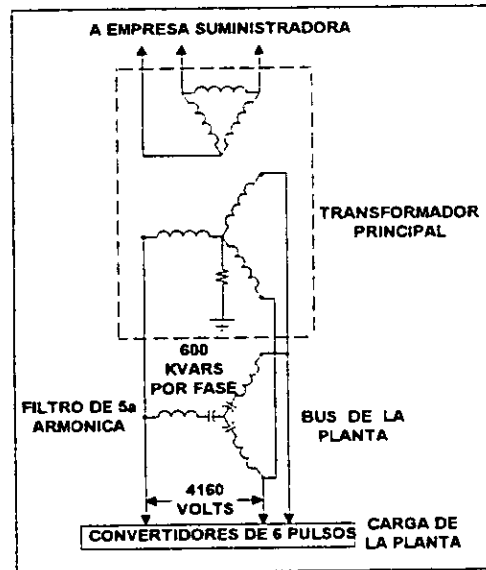 A EMPRESA SUMINISTRADORA
TRANSFORMADOR
PRINCIPAL
600
KVARS
POR FASE
FILTRO DE 5a
ARMONICA
BUS DE LA
PLANTA
4160
VOLTS
CONVERTIDORES DE 6 PULSOS
CARGA DE
LA PLANTA